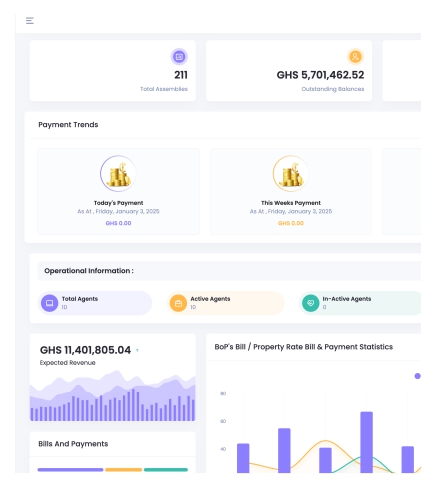 211
Total Assemblies
GHS 5,701,462.52
Outstanding Balances
Payment Trends
Today's Payment
As At , Friday, January 3, 2025
GHS 0.00
This Weeks Payment
As At , Friday, January 3, 2025
GHS 0.00
Operational Information :
Total Agents
10
Active Agents
10
In-Active Agents
0
GHS 11,401,805.04
Expected Revenue
BoP's Bill / Property Rate Bill & Payment Statistics
80
60
40
Bills And Payments